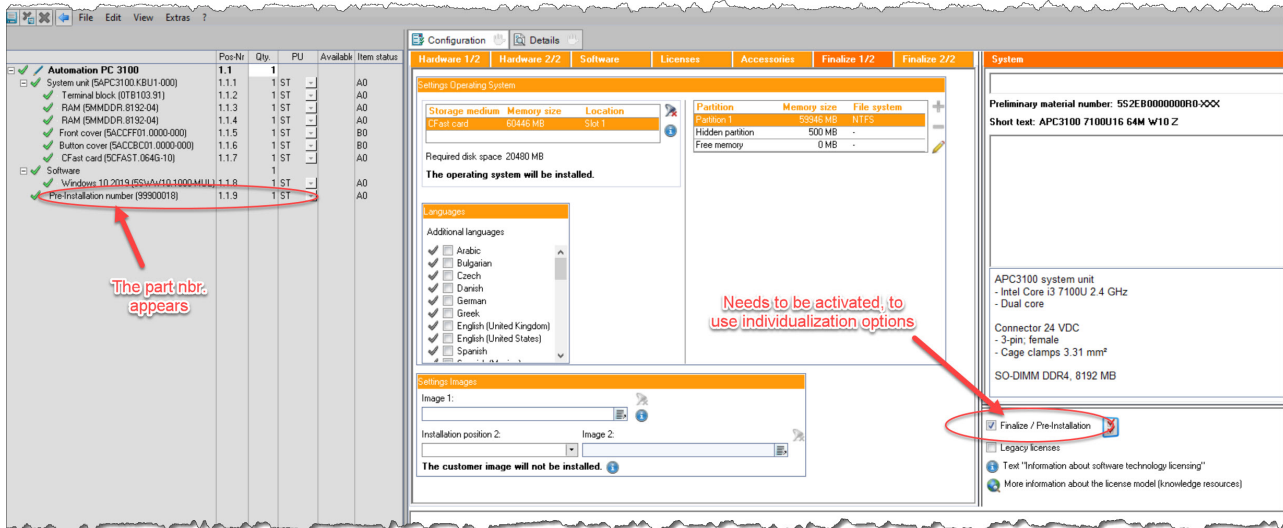 File Edit View Extras ?
Pos-Nr Qty. PU Availabl Item status
Automation PC 3100 1.1 1
System unit (5APC3100.KBU1-000) 1.1.1 1 ST A0
Terminal block (0TB103.91) 1.1.2 1 ST A0
RAM (5MMDDR.8192-04) 1.1.3 1 ST A0
RAM (5MMDDR.8192-04) 1.1.4 1 ST A0
Front cover (5ACCFF01.0000-000) 1.1.5 1 ST B0
Button cover (5ACCBC01.0000-000) 1.1.6 1 ST B0
CFast card (5CFAST.064G-10) 1.1.7 1 ST A0
Software 1
Windows 10 2019 (5SWW10.1000-MUL) 1.1.8 1 ST A0
Pre-Installation number (99900018) 1.1.9 1 ST A0
The part nbr.
appears
Configuration Details
Hardware 1/2 Hardware 2/2 Software Licenses Accessories Finalize 1/2 Finalize 2/2
Settings Operating System
Storage medium Memory size Location
CFast card 60446 MB Slot 1
Required disk space 20480 MB
The operating system will be installed.
Partition Memory size File system
Partition 1 59946 MB NTFS
Hidden partition 500 MB -
Free memory 0 MB -
Languages
Additional languages
Arabic
Bulgarian
Czech
Danish
German
Greek
English (United Kingdom)
English (United States)
Spanish
Needs to be activated, to
use individualization options
Settings Images
Image 1:
Installation position 2: Image 2:
The customer image will not be installed.
System
Preliminary material number: 5S2EB0000000R0-XXX
Short text: APC3100 7100U16 64M W10 Z
APC3100 system unit
- Intel Core i3 7100U 2.4 GHz
- Dual core
Connector 24 VDC
- 3-pin; female
- Cage clamps 3.31 mm²
SO-DIMM DDR4, 8192 MB
Finalize / Pre-Installation
Legacy licenses
Text "Information about software technology licensing"
More information about the license model (knowledge resources)